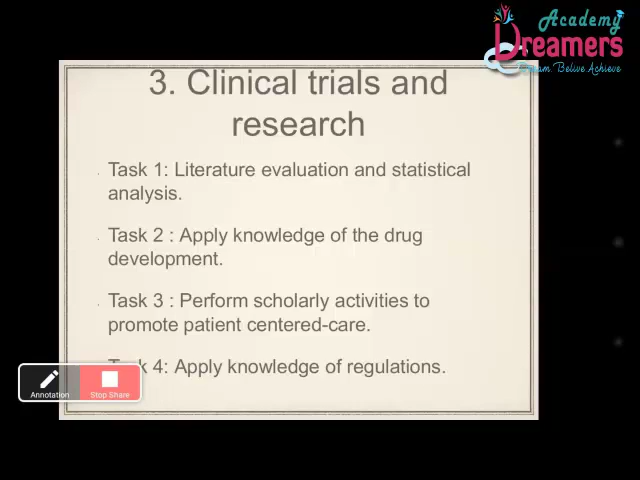 Academy
Dreamers
Dream Belive Achieve
3. Clinical trials and
research
Task 1: Literature evaluation and statistical
analysis.
Task 2 : Apply knowledge of the drug
development.
Task 3 : Perform scholarly activities to
promote patient centered-care.
4: Apply knowledge of regulations.
Annotation
Stop Share